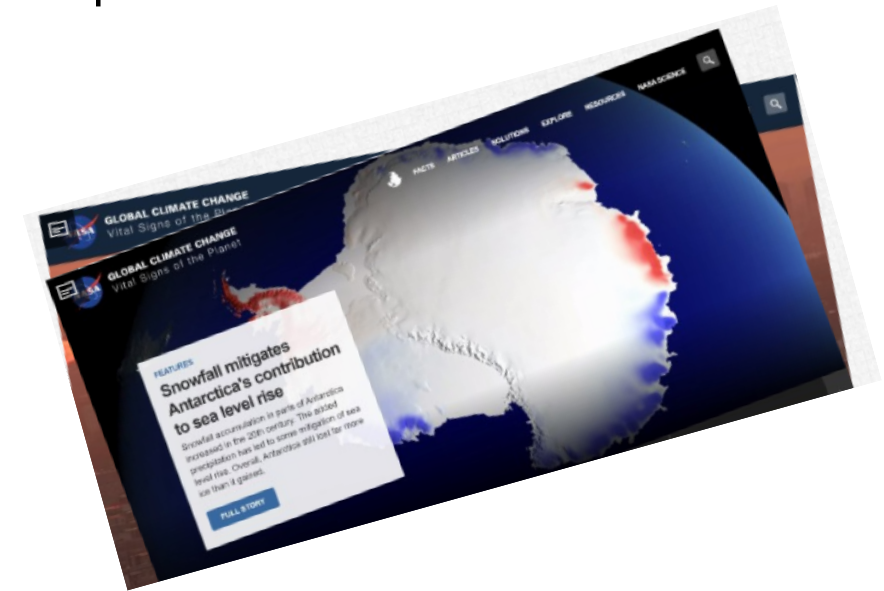 GLOBAL CLIMATE CHANGE
Vital Signs of the Planet
NASA
GLOBAL CLIMATE CHANGE
Vital Signs of the Planet
NASA
FACTS ARTICLES SOLUTIONS EXPLORE RESOURCES NASA SCIENCE
FEATURES
Snowfall mitigates
Antarctica's contribution
to sea level rise
Snowfall accumulation in parts of Antarctica
increased in the 20th century. The added
precipitation has led to some mitigation of sea
level rise. Overall, Antarctica still lost far more
ice than it gained.
FULL STORY